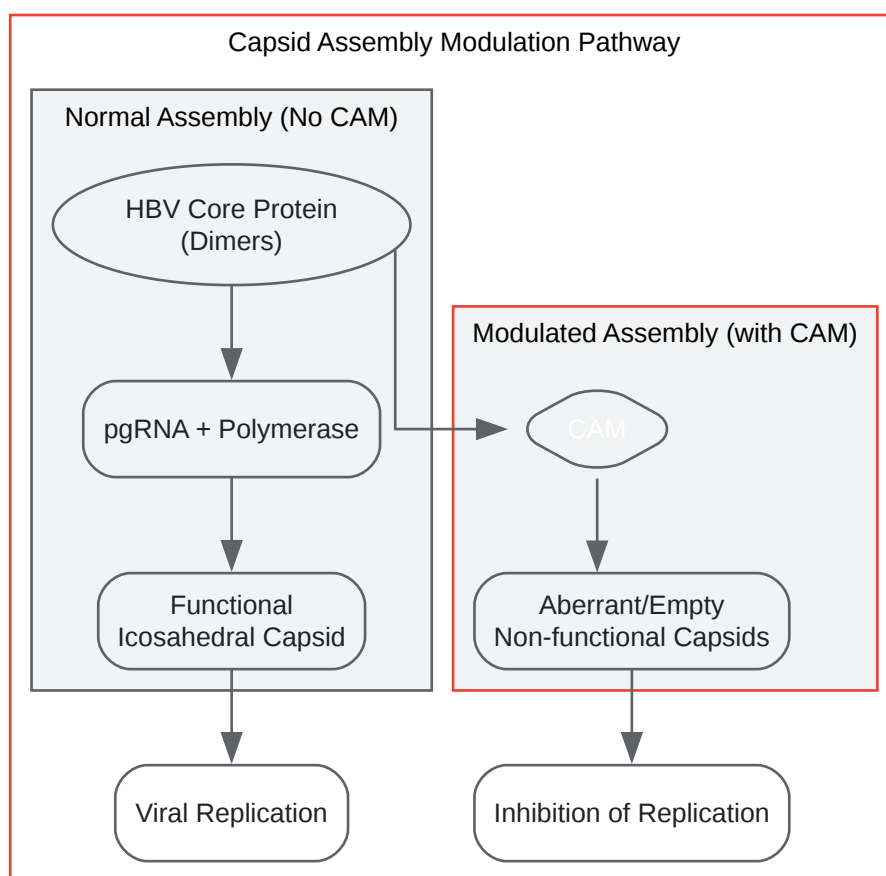 Capsid Assembly Modulation Pathway
Normal Assembly (No CAM)
HBV Core Protein
(Dimers)
pgRNA + Polymerase
Functional
Icosahedral Capsid
Viral Replication
Modulated Assembly (with CAM)
CAM
Aberrant/Empty
Non-functional Capsids
Inhibition of Replication